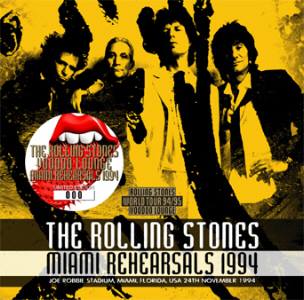 THE ROLLING STONES
VOODOO LOUNGE
MIAMI REHEARSALS 1994
000
ROLLING STONES
WORLD TOUR 94/95
VOODOO LOUNGE
THE ROLLING STONES
MIAMI REHEARSALS 1994
JOE ROBBIE STADIUM, MIAMI, FLORIDA, USA 24TH NOVEMBER 1994